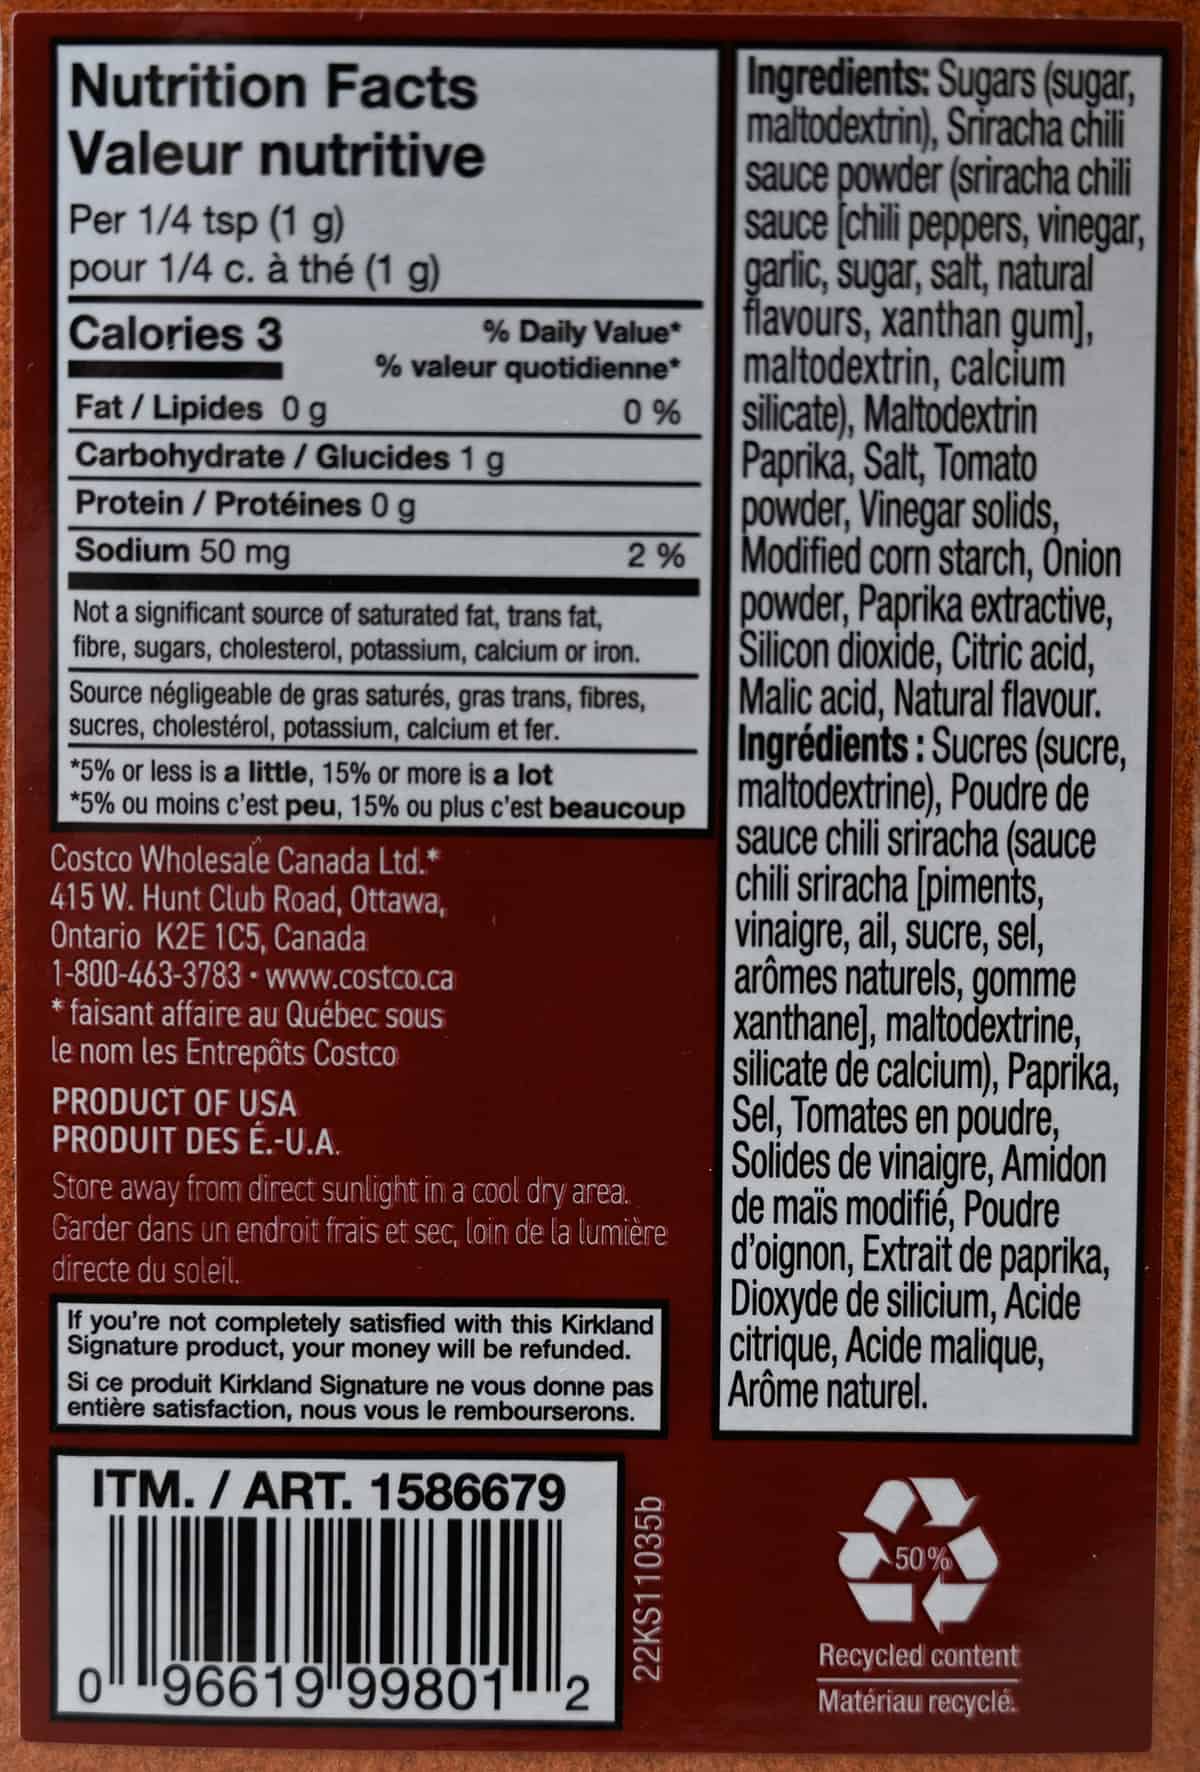 Nutrition Facts
Valeur nutritive
Per 1/4 tsp (1 g)
pour 1/4 c. à thé (1 g)
Calories 3
% Daily Value*
% valeur quotidienne*
Fat / Lipides 0 g 0 %
Carbohydrate / Glucides 1 g
Protein / Protéines 0 g
Sodium 50 mg 2 %
Not a significant source of saturated fat, trans fat,
fibre, sugars, cholesterol, potassium, calcium or iron.
Source négligeable de gras saturés, gras trans, fibres,
sucres, cholestérol, potassium, calcium et fer.
*5% or less is a little, 15% or more is a lot
*5% ou moins c'est peu, 15% ou plus c'est beaucoup
Costco Wholesale Canada Ltd.*
415 W. Hunt Club Road, Ottawa,
Ontario K2E 1C5, Canada
1-800-463-3783 • www.costco.ca
* faisant affaire au Québec sous
le nom les Entrepôts Costco
PRODUCT OF USA
PRODUIT DES É.-U.A.
Store away from direct sunlight in a cool dry area.
Garder dans un endroit frais et sec, loin de la lumière
directe du soleil.
If you're not completely satisfied with this Kirkland
Signature product, your money will be refunded.
Si ce produit Kirkland Signature ne vous donne pas
entière satisfaction, nous vous le rembourserons.
ITM. / ART. 1586679
0 96619 99801 2
22KS11035b
Ingredients: Sugars (sugar,
maltodextrin), Sriracha chili
sauce powder (sriracha chili
sauce [chili peppers, vinegar,
garlic, sugar, salt, natural
flavours, xanthan gum],
maltodextrin, calcium
silicate), Maltodextrin
Paprika, Salt, Tomato
powder, Vinegar solids,
Modified corn starch, Onion
powder, Paprika extractive,
Silicon dioxide, Citric acid,
Malic acid, Natural flavour.
Ingrédients : Sucres (sucre,
maltodextrine), Poudre de
sauce chili sriracha (sauce
chili sriracha [piments,
vinaigre, ail, sucre, sel,
arômes naturels, gomme
xanthane], maltodextrine,
silicate de calcium), Paprika,
Sel, Tomates en poudre,
Solides de vinaigre, Amidon
de maïs modifié, Poudre
d'oignon, Extrait de paprika,
Dioxyde de silicium, Acide
citrique, Acide malique,
Arôme naturel.
50%
Recycled content
Matériau recyclé.